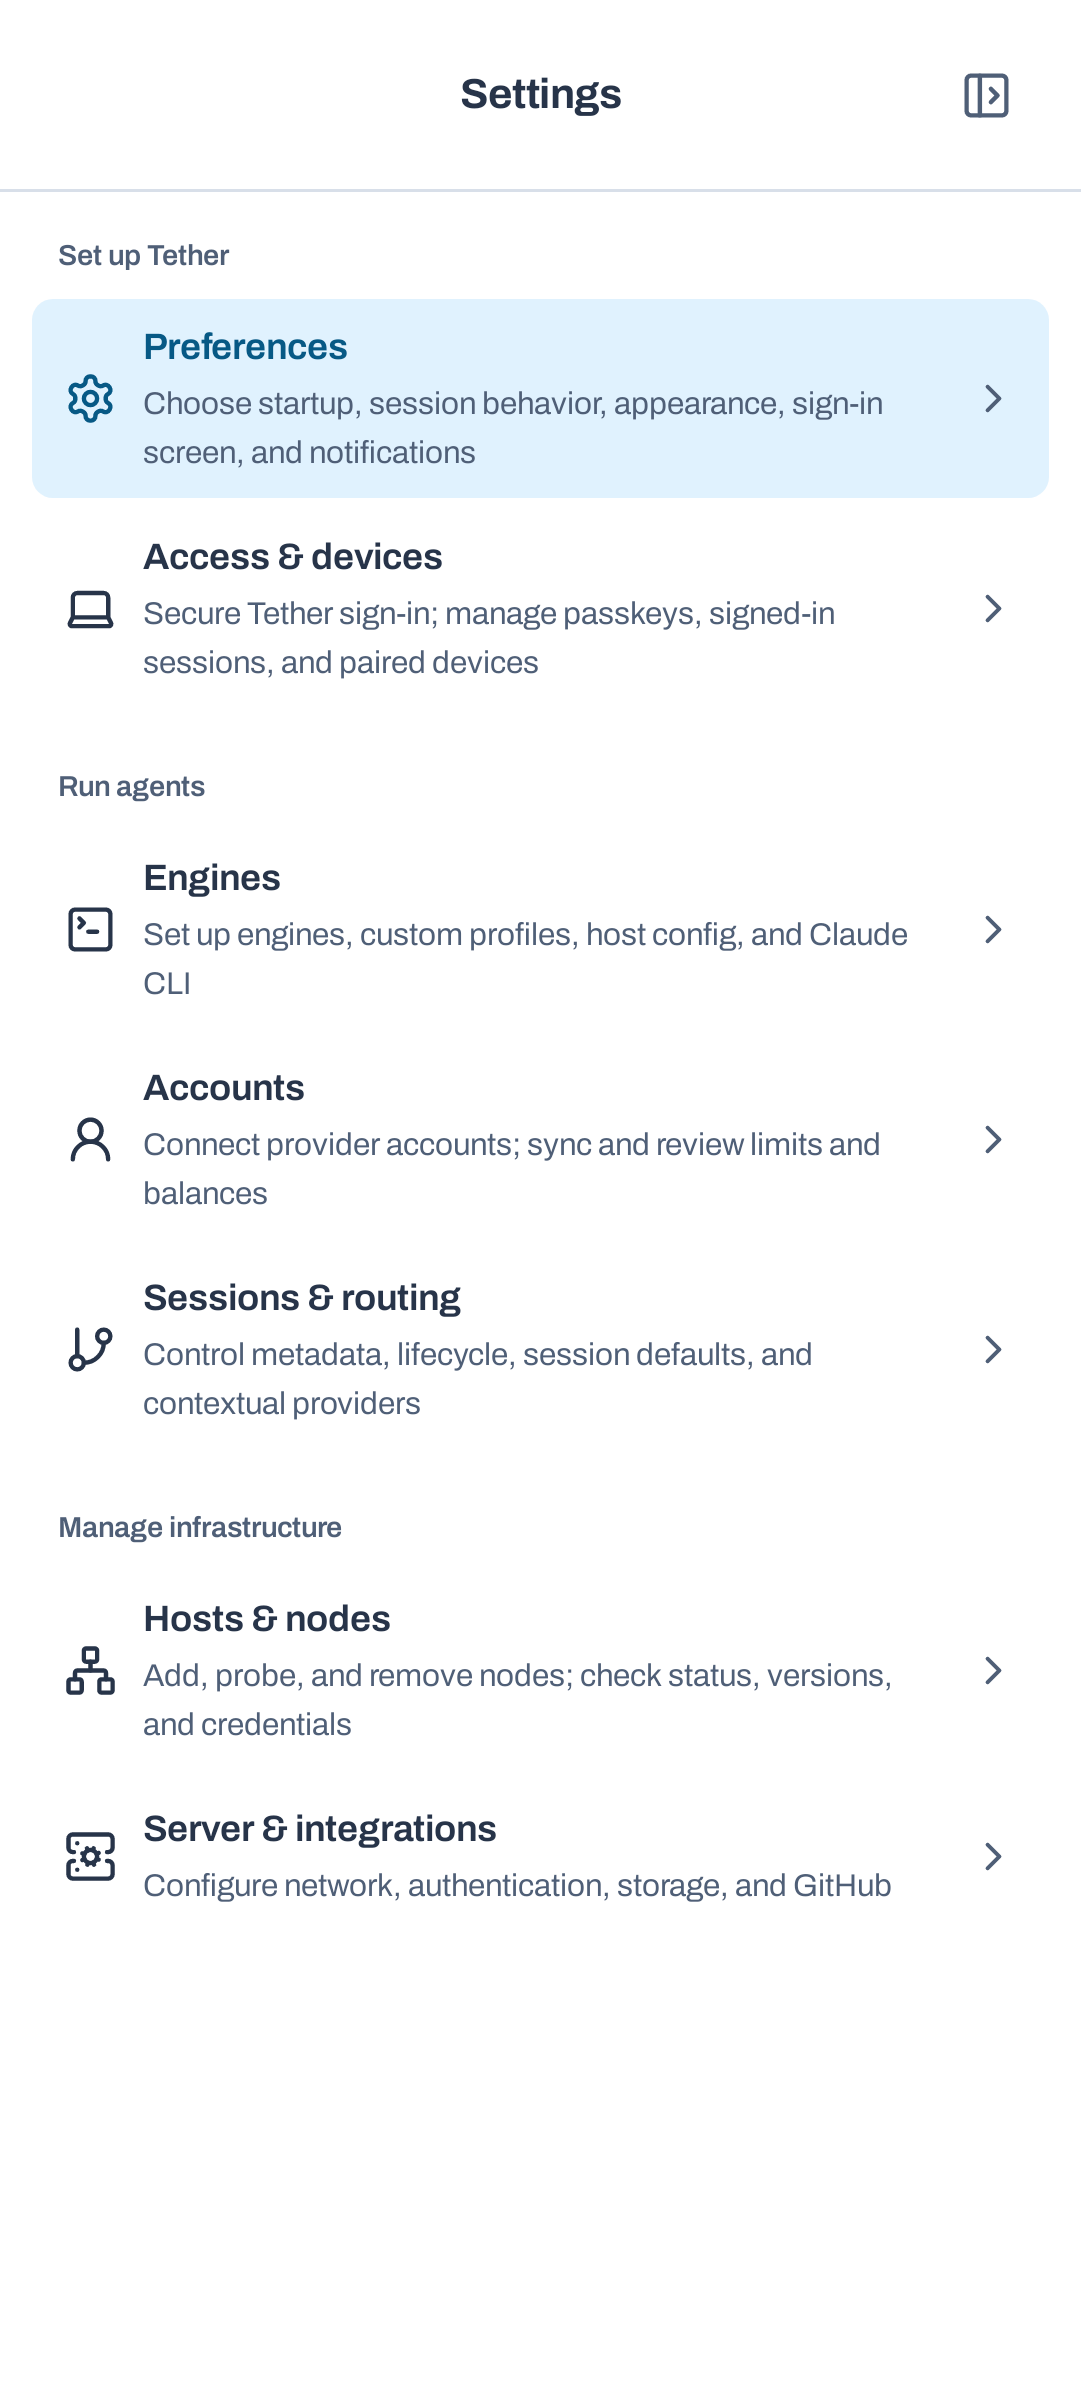 Settings
Set up Tether
Preferences
Choose startup, session behavior, appearance, sign-in
screen, and notifications
Access & devices
Secure Tether sign-in; manage passkeys, signed-in
sessions, and paired devices
Run agents
Engines
Set up engines, custom profiles, host config, and Claude
CLI
Accounts
Connect provider accounts; sync and review limits and
balances
Sessions & routing
Control metadata, lifecycle, session defaults, and
contextual providers
Manage infrastructure
Hosts & nodes
Add, probe, and remove nodes; check status, versions,
and credentials
Server & integrations
Configure network, authentication, storage, and GitHub